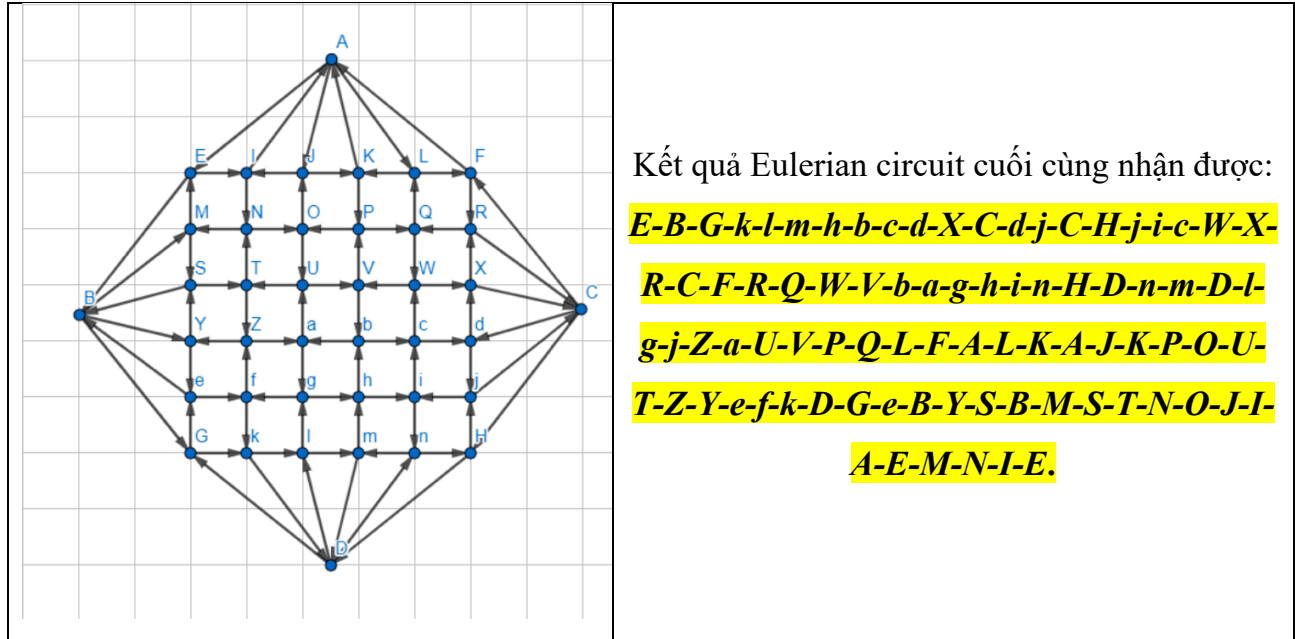 A
E I J K L F
M N O P Q R
S T U V W X
B
C
Y Z a b c d
e f g h i j
G k l m n H
D
Kết quả Eulerian circuit cuối cùng nhận được:
E-B-G-k-l-m-h-b-c-d-X-C-d-j-C-H-j-i-c-W-X-
R-C-F-R-Q-W-V-b-a-g-h-i-n-H-D-n-m-D-l-
g-j-Z-a-U-V-P-Q-L-F-A-L-K-A-J-K-P-O-U-
T-Z-Y-e-f-k-D-G-e-B-Y-S-B-M-S-T-N-O-J-I-
A-E-M-N-I-E.